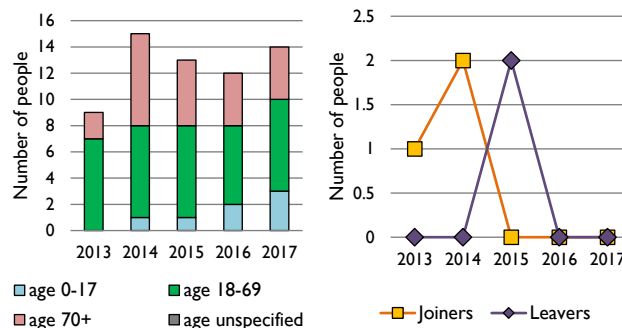 Number of people
16
14
12
10
8
6
4
2
0
2013 2014 2015 2016 2017
age 0-17 age 18-69
age 70+ age unspecified
Number of people
2.5
2
1.5
1
0.5
0
2013 2014 2015 2016 2017
Joiners Leavers